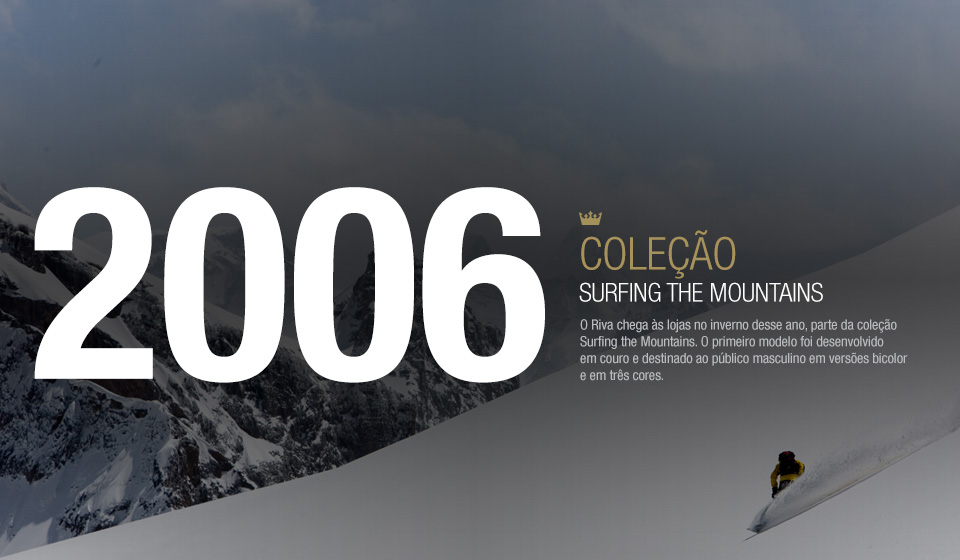 2006
COLEÇÃO
SURFING THE MOUNTAINS
O Riva chega às lojas no inverno desse ano, parte da coleção
Surfing the Mountains. O primeiro modelo foi desenvolvido
em couro e destinado ao público masculino em versões bicolor
e em três cores.